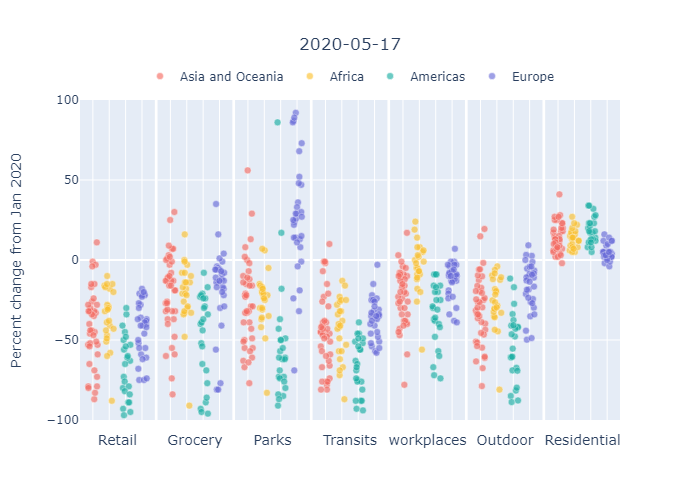 2020-05-17
Asia and Oceania Africa Americas Europe
100
50
0
−50
−100
Percent change from Jan 2020
Retail Grocery Parks Transits workplaces Outdoor Residential